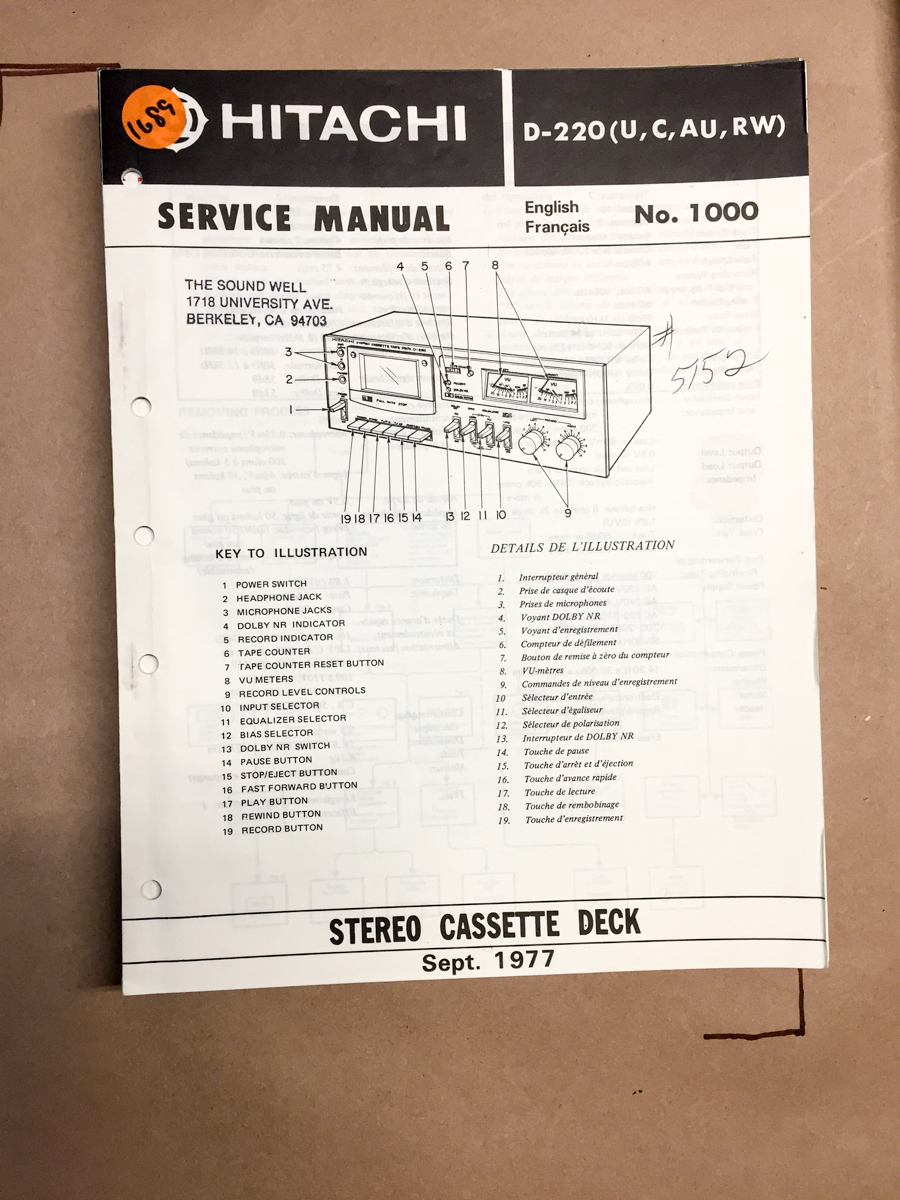 1689
HITACHI
D-220 (U, C, AU, RW)
SERVICE MANUAL
English
Français
No. 1000
THE SOUND WELL
1718 UNIVERSITY AVE.
BERKELEY, CA 94703
# 5152
4 5 6 7 8
3
2
1
19 18 17 16 15 14 13 12 11 10 9
KEY TO ILLUSTRATION
1 POWER SWITCH
2 HEADPHONE JACK
3 MICROPHONE JACKS
4 DOLBY NR INDICATOR
5 RECORD INDICATOR
6 TAPE COUNTER
7 TAPE COUNTER RESET BUTTON
8 VU METERS
9 RECORD LEVEL CONTROLS
10 INPUT SELECTOR
11 EQUALIZER SELECTOR
12 BIAS SELECTOR
13 DOLBY NR SWITCH
14 PAUSE BUTTON
15 STOP/EJECT BUTTON
16 FAST FORWARD BUTTON
17 PLAY BUTTON
18 REWIND BUTTON
19 RECORD BUTTON
DETAILS DE L'ILLUSTRATION
1. Interrupteur général
2. Prise de casque d'écoute
3. Prises de microphones
4. Voyant DOLBY NR
5. Voyant d'enregistrement
6. Compteur de défilement
7. Bouton de remise à zéro du compteur
8. VU-mètres
9. Commandes de niveau d'enregistrement
10 Sélecteur d'entrée
11. Sélecteur d'égaliseur
12. Sélecteur de polarisation
13. Interrupteur de DOLBY NR
14. Touche de pause
15. Touche d'arrêt et d'éjection
16. Touche d'avance rapide
17. Touche de lecture
18. Touche de rembobinage
19. Touche d'enregistrement
STEREO CASSETTE DECK
Sept. 1977